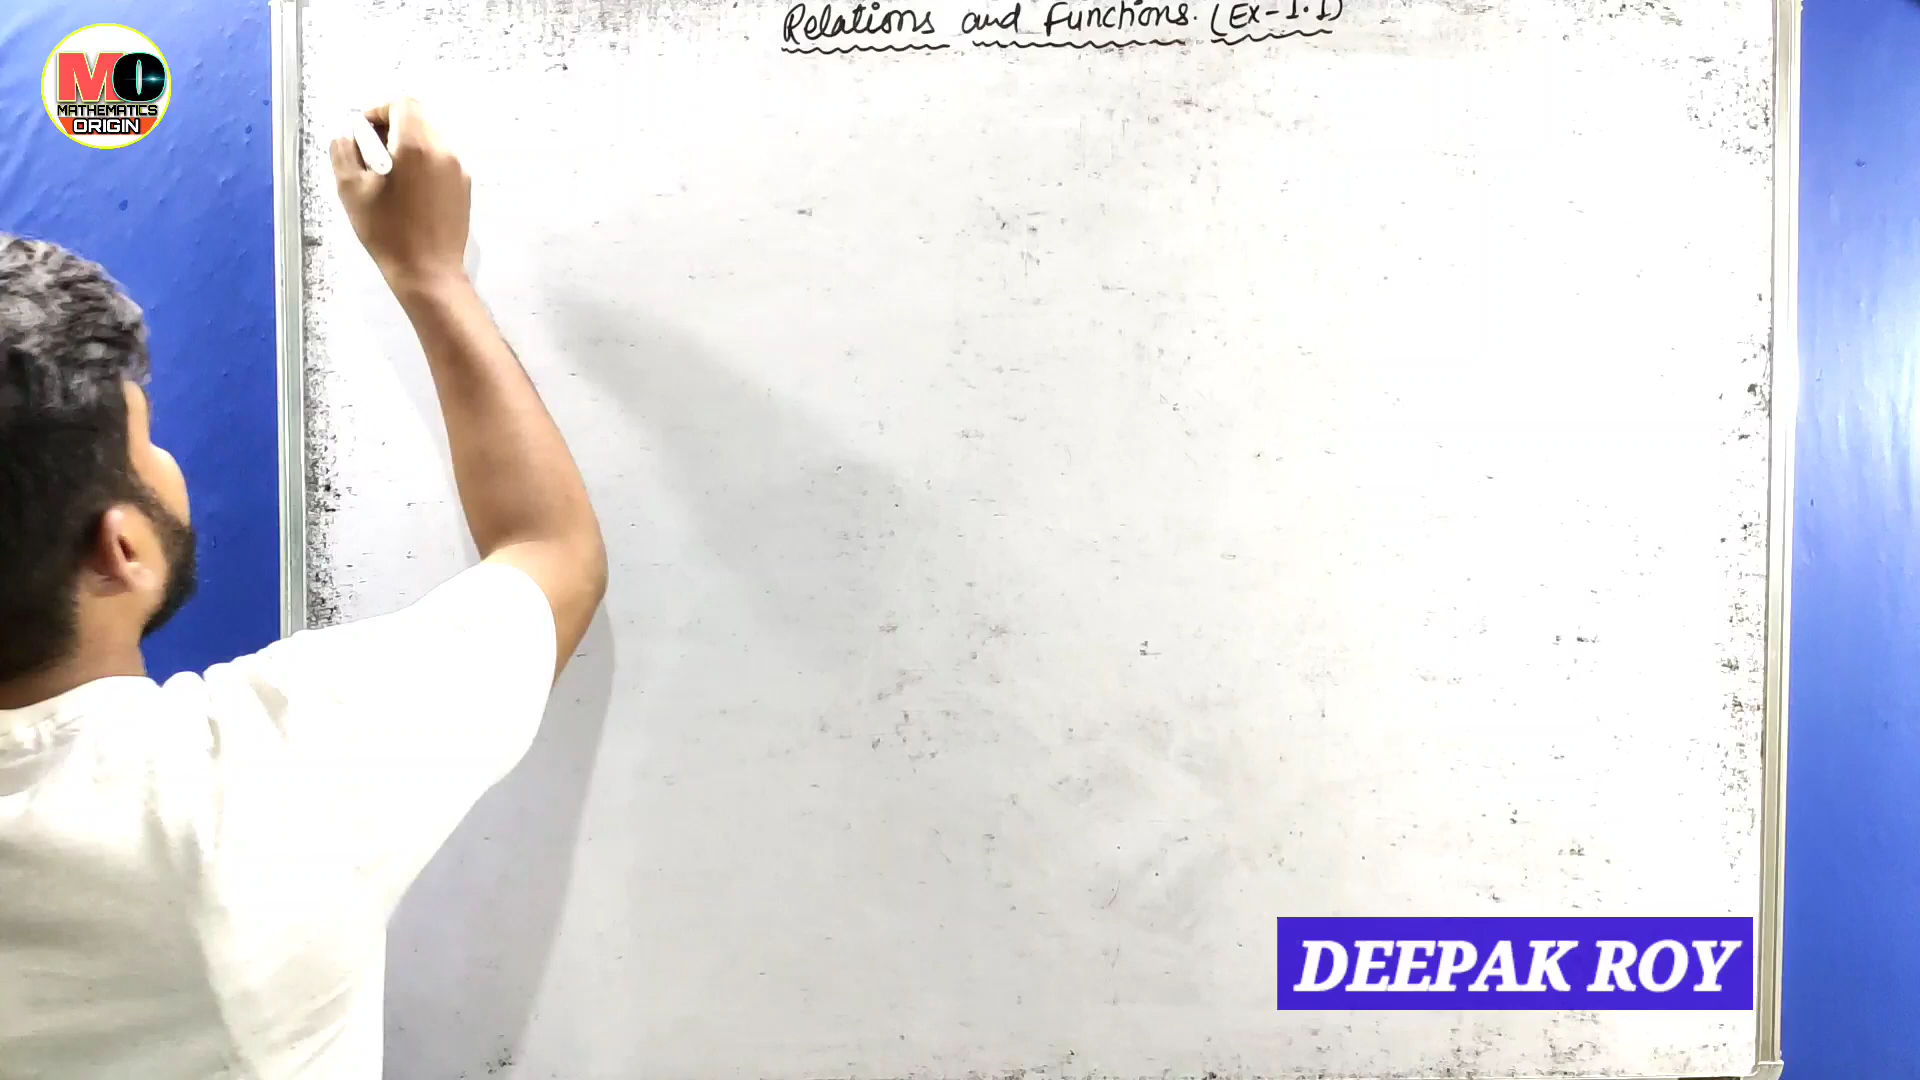 Relations and Functions. (Ex-1.1)
MO
MATHEMATICS
ORIGIN
DEEPAK ROY